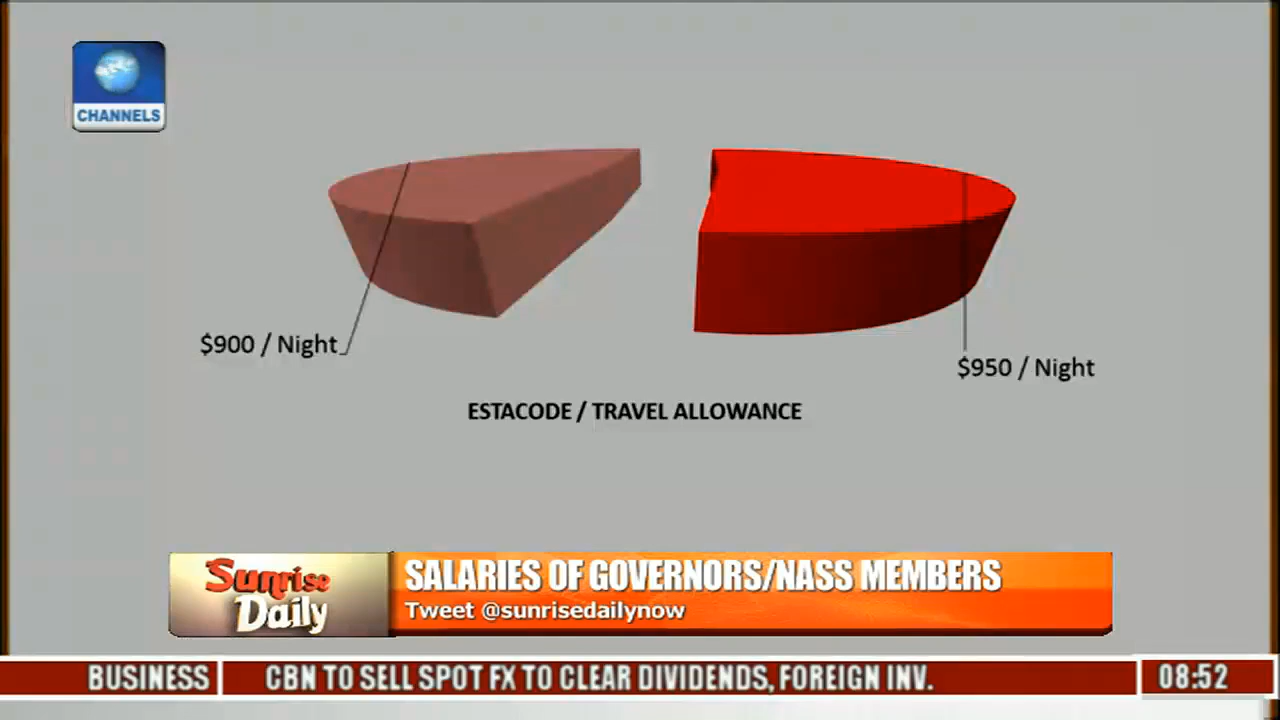 CHANNELS
$900 / Night
$950 / Night
ESTACODE / TRAVEL ALLOWANCE
Sunrise
Daily
SALARIES OF GOVERNORS/NASS MEMBERS
Tweet @sunrisedailynow
BUSINESS
CBN TO SELL SPOT FX TO CLEAR DIVIDENDS, FOREIGN INV.
08:52